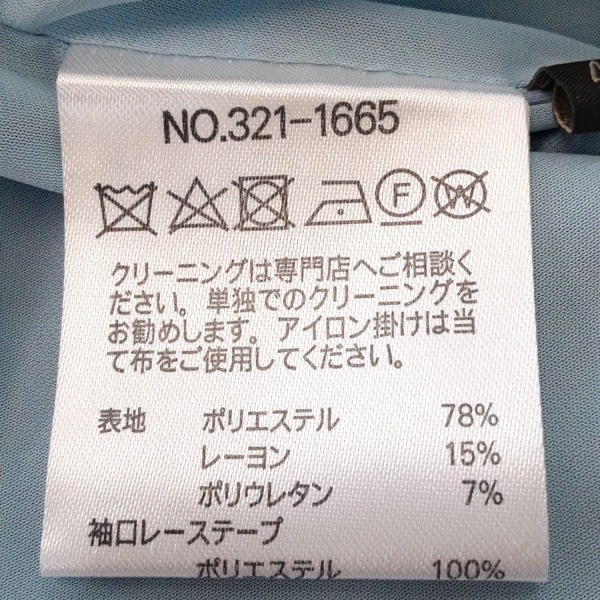 NO.321-1665
F
W
クリーニングは専門店へご相談く
ださい。単独でのクリーニングを
お勧めします。アイロン掛けは当
て布をご使用してください。
表地 ポリエステル 78%
レーヨン 15%
ポリウレタン 7%
袖口レーステープ
ポリエステル 100%